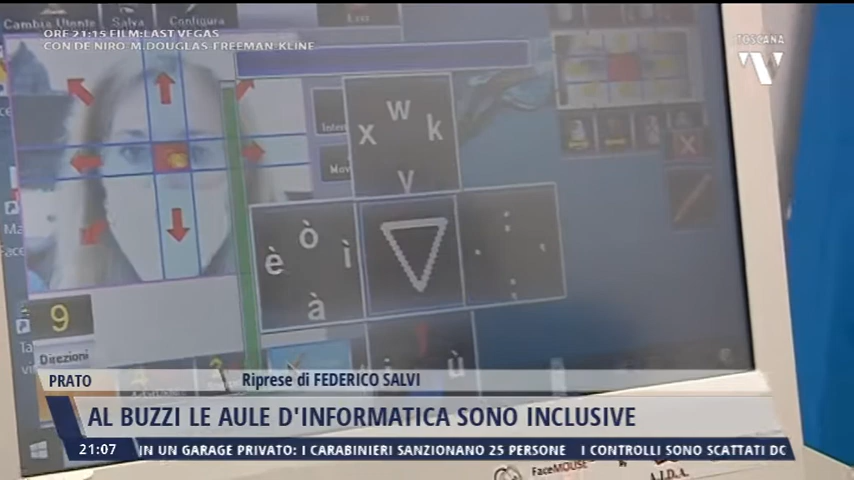 Cambia Utente Salva Configura
ORE 21:15 FILM:LAST VEGAS
CON DE NIRO-M.DOUGLAS-FREEMAN-KLINE
TOSCANA
W
x k
v
X
ò
è ì
à
. : , ;
9
Direzioni
ù
PRATO
Riprese di FEDERICO SALVI
AL BUZZI LE AULE D'INFORMATICA SONO INCLUSIVE
21:07 IN UN GARAGE PRIVATO: I CARABINIERI SANZIONANO 25 PERSONE I CONTROLLI SONO SCATTATI DC
FaceMOUSE
A.I.D.A.